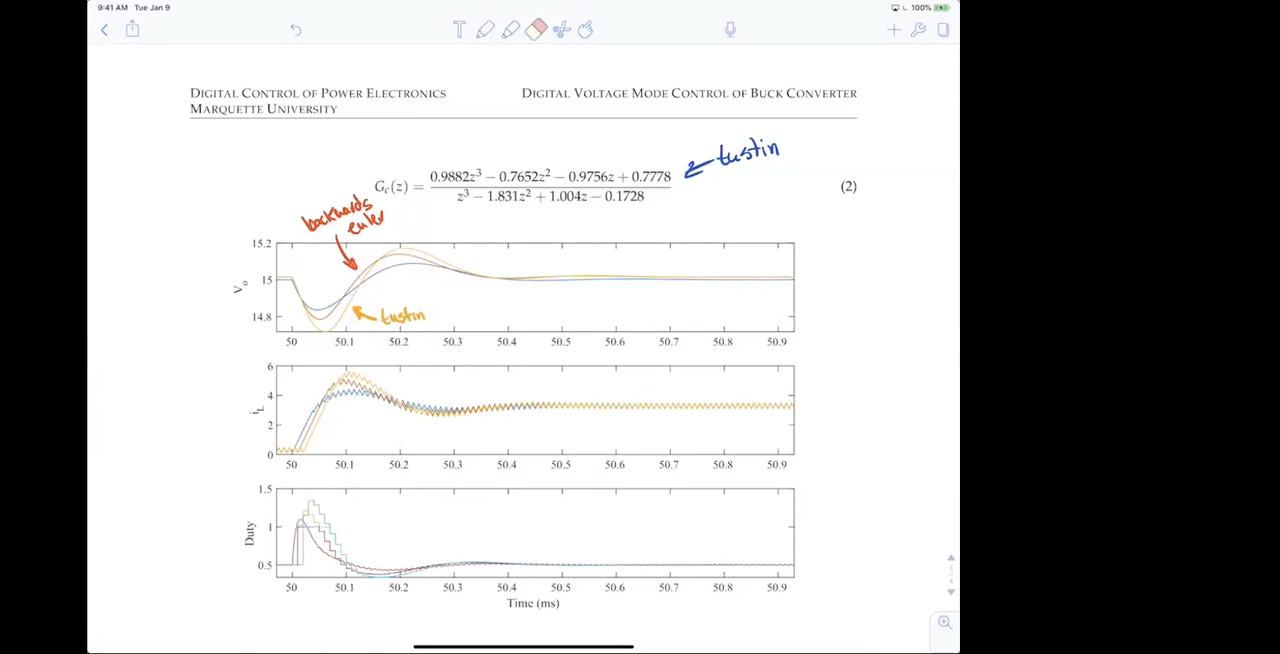 9:41 AM Tue Jan 9
100%
T
DIGITAL CONTROL OF POWER ELECTRONICS
MARQUETTE UNIVERSITY
DIGITAL VOLTAGE MODE CONTROL OF BUCK CONVERTER
tustin
G_c(z) = (0.9882z³ − 0.7652z² − 0.9756z + 0.7778) / (z³ − 1.831z² + 1.004z − 0.1728) (2)
backwards
euler
15.2
15
14.8
V_o
tustin
50 50.1 50.2 50.3 50.4 50.5 50.6 50.7 50.8 50.9
6
4
2
0
i_L
50 50.1 50.2 50.3 50.4 50.5 50.6 50.7 50.8 50.9
1.5
1
0.5
Duty
50 50.1 50.2 50.3 50.4 50.5 50.6 50.7 50.8 50.9
Time (ms)